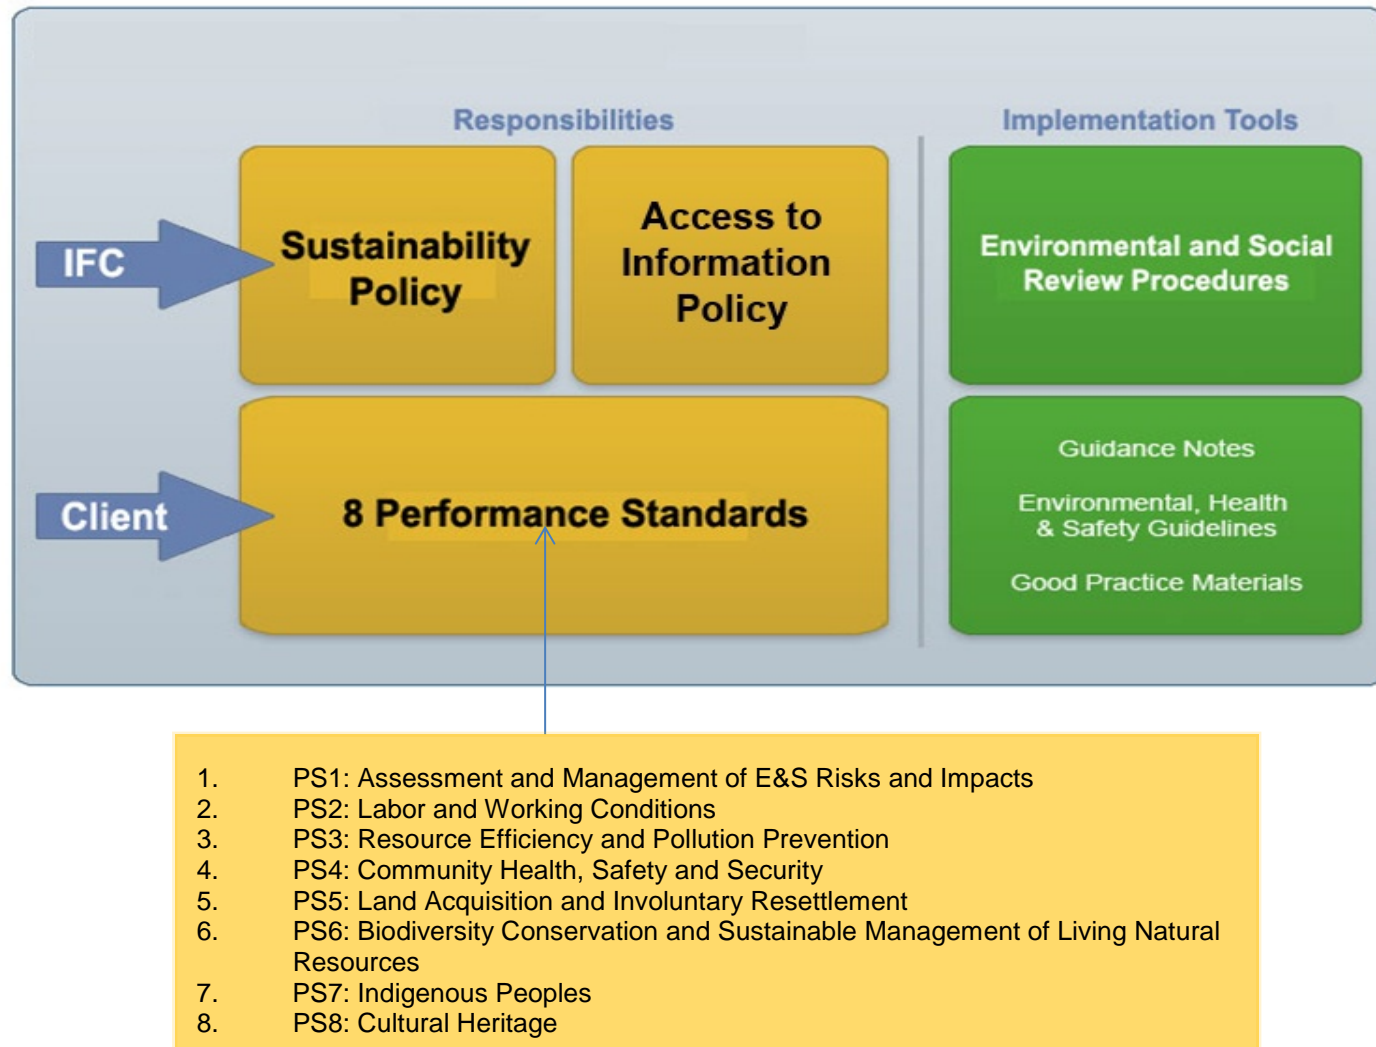 Responsibilities
Implementation Tools
IFC
Sustainability
Policy
Access to
Information
Policy
Environmental and Social
Review Procedures
Client
8 Performance Standards
Guidance Notes
Environmental, Health
& Safety Guidelines
Good Practice Materials
1. PS1: Assessment and Management of E&S Risks and Impacts
2. PS2: Labor and Working Conditions
3. PS3: Resource Efficiency and Pollution Prevention
4. PS4: Community Health, Safety and Security
5. PS5: Land Acquisition and Involuntary Resettlement
6. PS6: Biodiversity Conservation and Sustainable Management of Living Natural
Resources
7. PS7: Indigenous Peoples
8. PS8: Cultural Heritage